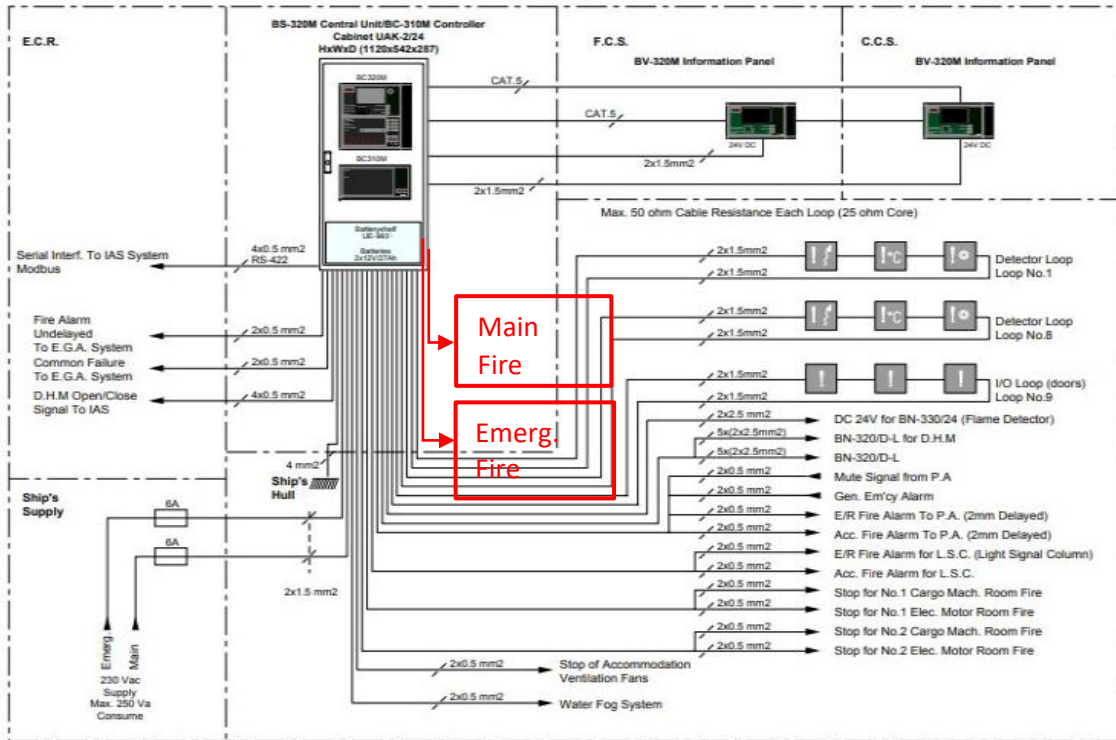 E.C.R.
BS-320M Central Unit/BC-310M Controller
Cabinet UAK-2/24
HxWxD (1120x542x287)
F.C.S.
BV-320M Information Panel
C.C.S.
BV-320M Information Panel
BC320M
CAT.5
CAT.5
24V DC
24V DC
BC310M
2x1.5mm2
2x1.5mm2
Max. 50 ohm Cable Resistance Each Loop (25 ohm Core)
Batteryshelf
Batteries
2x12V/27Ah
Serial Interf. To IAS System
Modbus
4x0.5 mm2
RS-422
2x1.5mm2
2x1.5mm2
°C
Detector Loop
Loop No.1
Main
Fire
Fire Alarm
Undelayed
To E.G.A. System
2x0.5 mm2
Common Failure
To E.G.A. System
2x0.5 mm2
D.H.M Open/Close
Signal To IAS
4x0.5 mm2
2x1.5mm2
2x1.5mm2
°C
Detector Loop
Loop No.8
2x1.5mm2
2x1.5mm2
! ! !
I/O Loop (doors)
Loop No.9
Emerg.
Fire
2x2.5 mm2 DC 24V for BN-330/24 (Flame Detector)
5x(2x2.5mm2) BN-320/D-L for D.H.M
5x(2x2.5mm2) BN-320/D-L
2x0.5 mm2 Mute Signal from P.A
2x0.5 mm2 Gen. Em'cy Alarm
2x0.5 mm2 E/R Fire Alarm To P.A. (2mm Delayed)
2x0.5 mm2 Acc. Fire Alarm To P.A. (2mm Delayed)
2x0.5 mm2 E/R Fire Alarm for L.S.C. (Light Signal Column)
2x0.5 mm2 Acc. Fire Alarm for L.S.C.
2x0.5 mm2 Stop for No.1 Cargo Mach. Room Fire
2x0.5 mm2 Stop for No.1 Elec. Motor Room Fire
2x0.5 mm2 Stop for No.2 Cargo Mach. Room Fire
2x0.5 mm2 Stop for No.2 Elec. Motor Room Fire
4 mm2
Ship's
Hull
Ship's
Supply
6A
6A
2x1.5 mm2
Emerg.
Main
230 Vac
Supply
Max. 250 Va
Consume
2x0.5 mm2 Stop of Accommodation
Ventilation Fans
2x0.5 mm2 Water Fog System